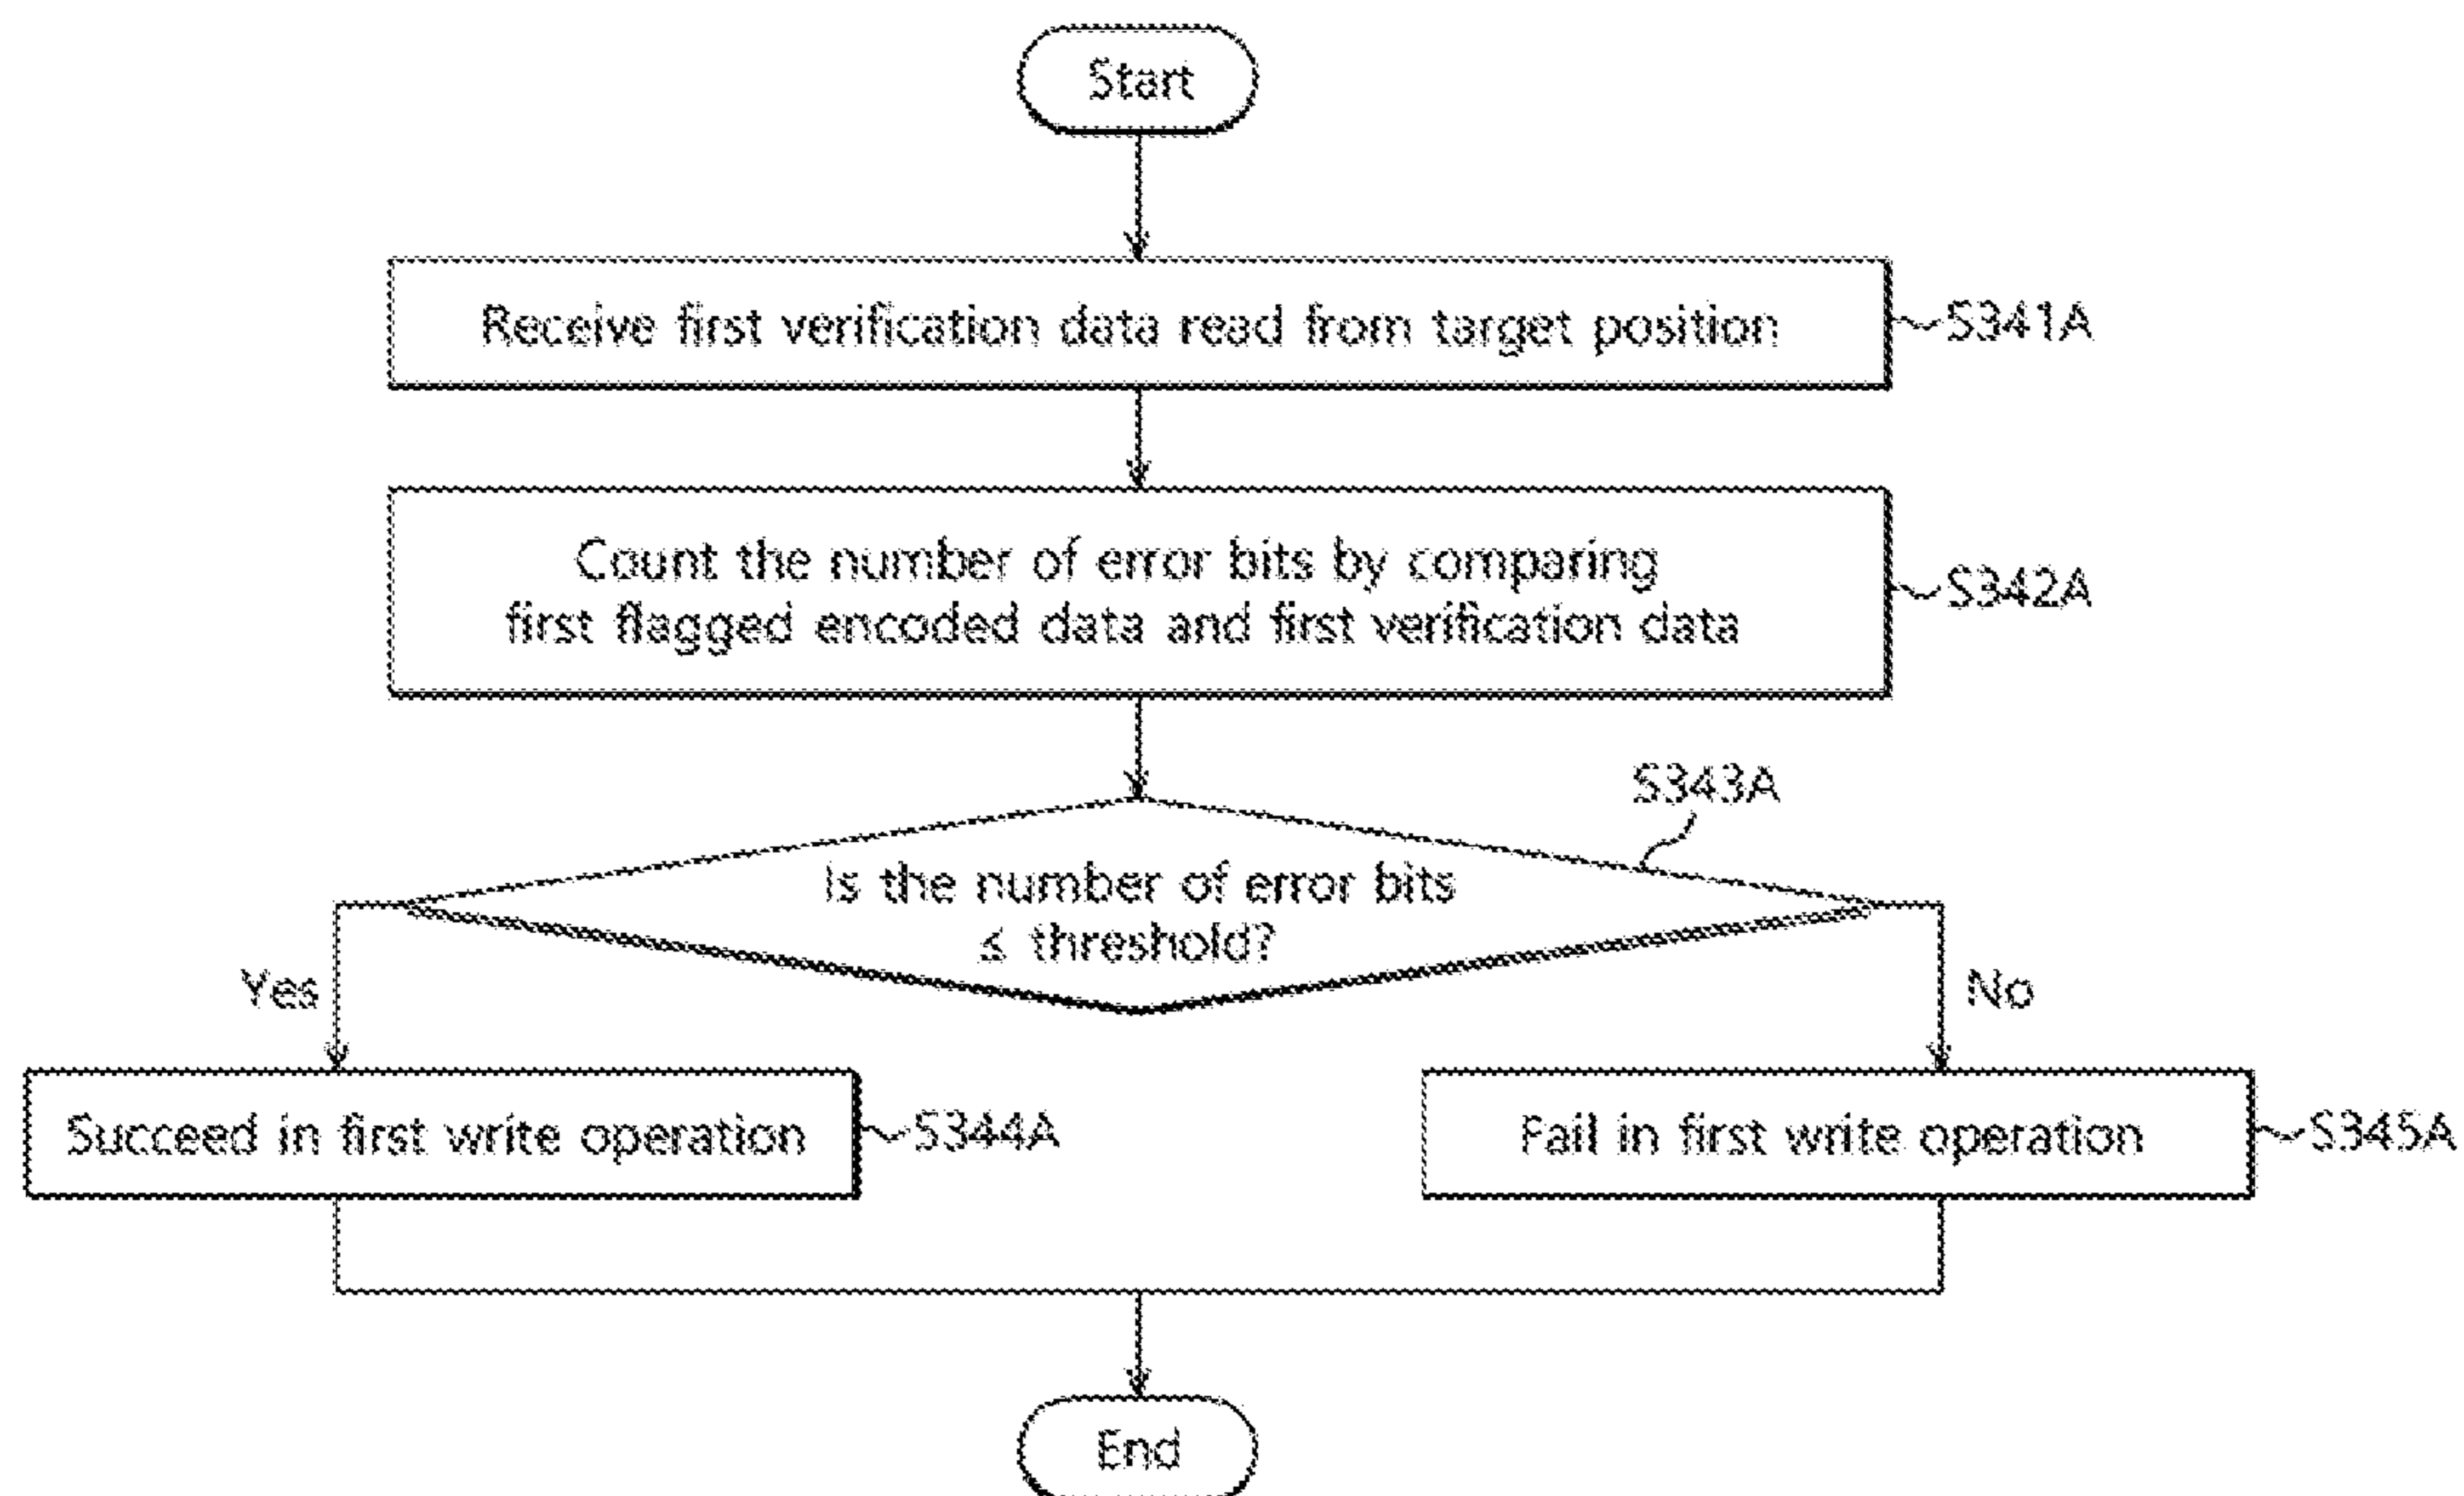 Start
Receive first verification data read from target position
S341A
Count the number of error bits by comparing
first flagged encoded data and first verification data
S342A
S343A
Is the number of error bits
≤ threshold?
Yes
No
Succeed in first write operation
S344A
Fail in first write operation
S345A
End